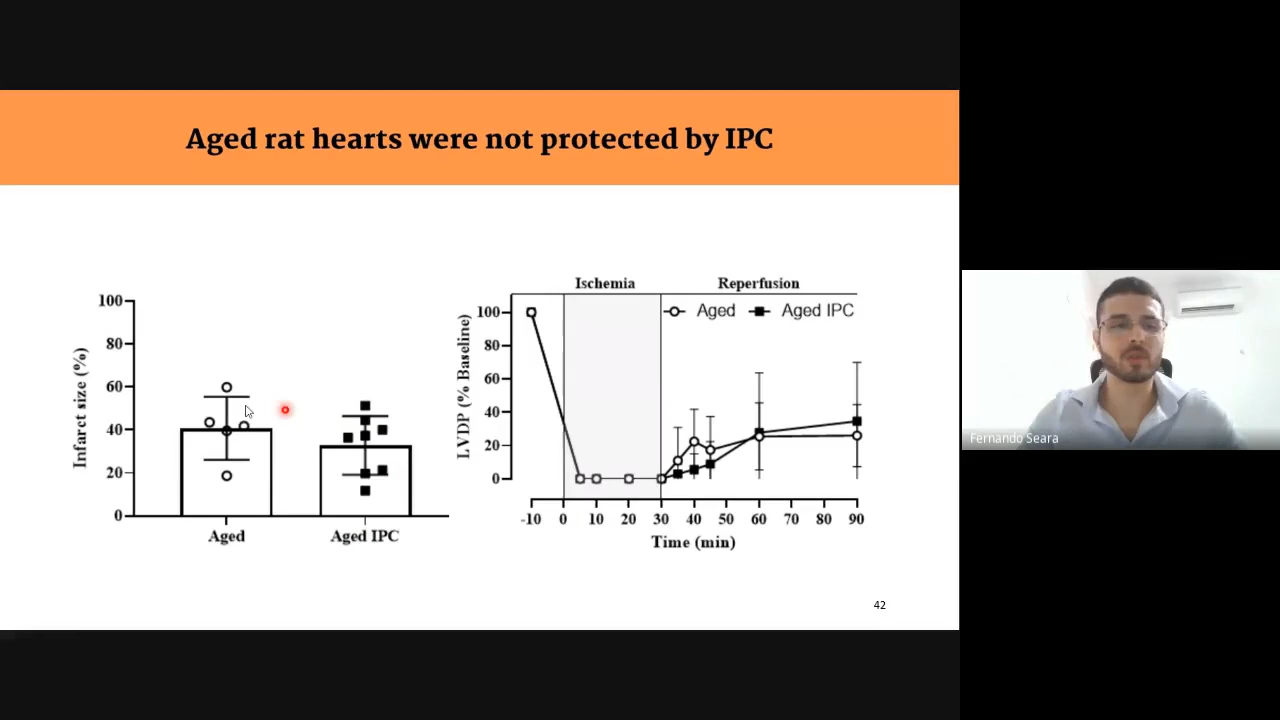 Aged rat hearts were not protected by IPC
Infarct size (%)
100
80
60
40
20
0
Aged
Aged IPC
Ischemia
Reperfusion
Aged
Aged IPC
LVDP (% Baseline)
100
80
60
40
20
0
-10 0 10 20 30 40 50 60 70 80 90
Time (min)
42
Fernando Seara